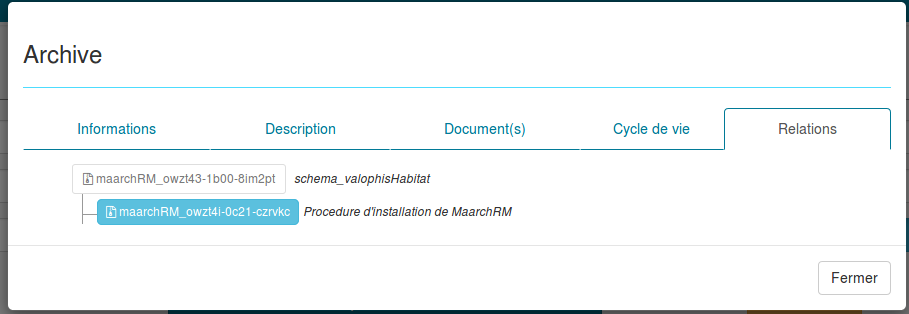 Archive
Informations Description Document(s) Cycle de vie Relations
maarchRM_owzt43-1b00-8im2pt schema_valophisHabitat
maarchRM_owzt4i-0c21-czrvkc Procedure d'installation de MaarchRM
Fermer